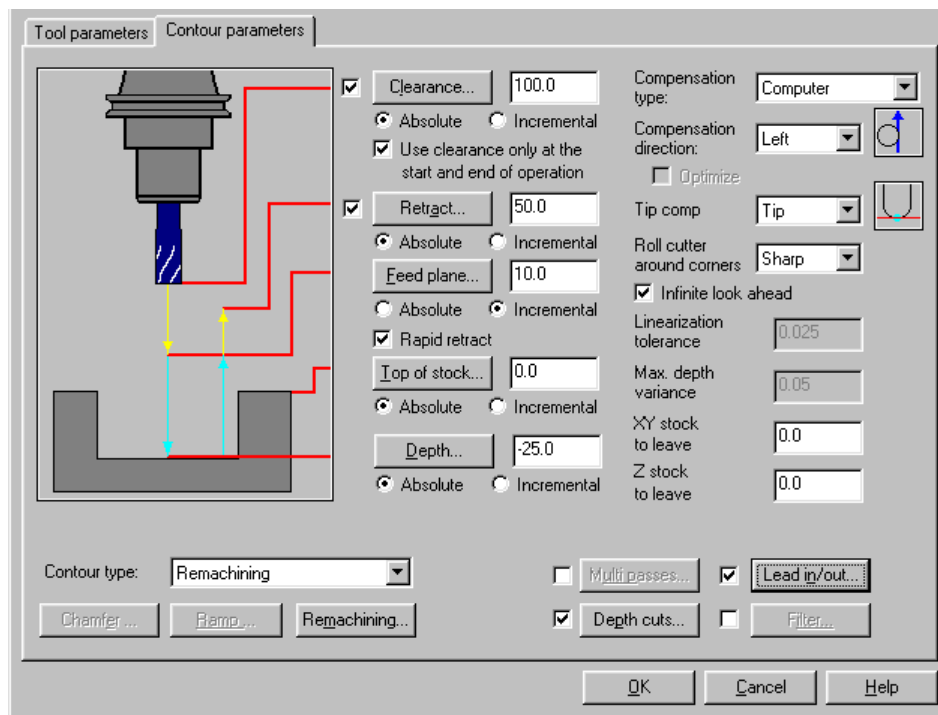 Tool parameters
Contour parameters
Clearance... 100.0
Absolute Incremental
Use clearance only at the
start and end of operation
Retract... 50.0
Absolute Incremental
Feed plane... 10.0
Absolute Incremental
Rapid retract
Top of stock... 0.0
Absolute Incremental
Depth... -25.0
Absolute Incremental
Compensation
type:
Computer
Compensation
direction:
Left
Optimize
Tip comp Tip
Roll cutter
around corners
Sharp
Infinite look ahead
Linearization
tolerance
0.025
Max. depth
variance
0.05
XY stock
to leave
0.0
Z stock
to leave
0.0
Contour type: Remachining
Multi passes... Lead in/out...
Chamfer ... Ramp ... Remachining... Depth cuts... Filter...
OK Cancel Help